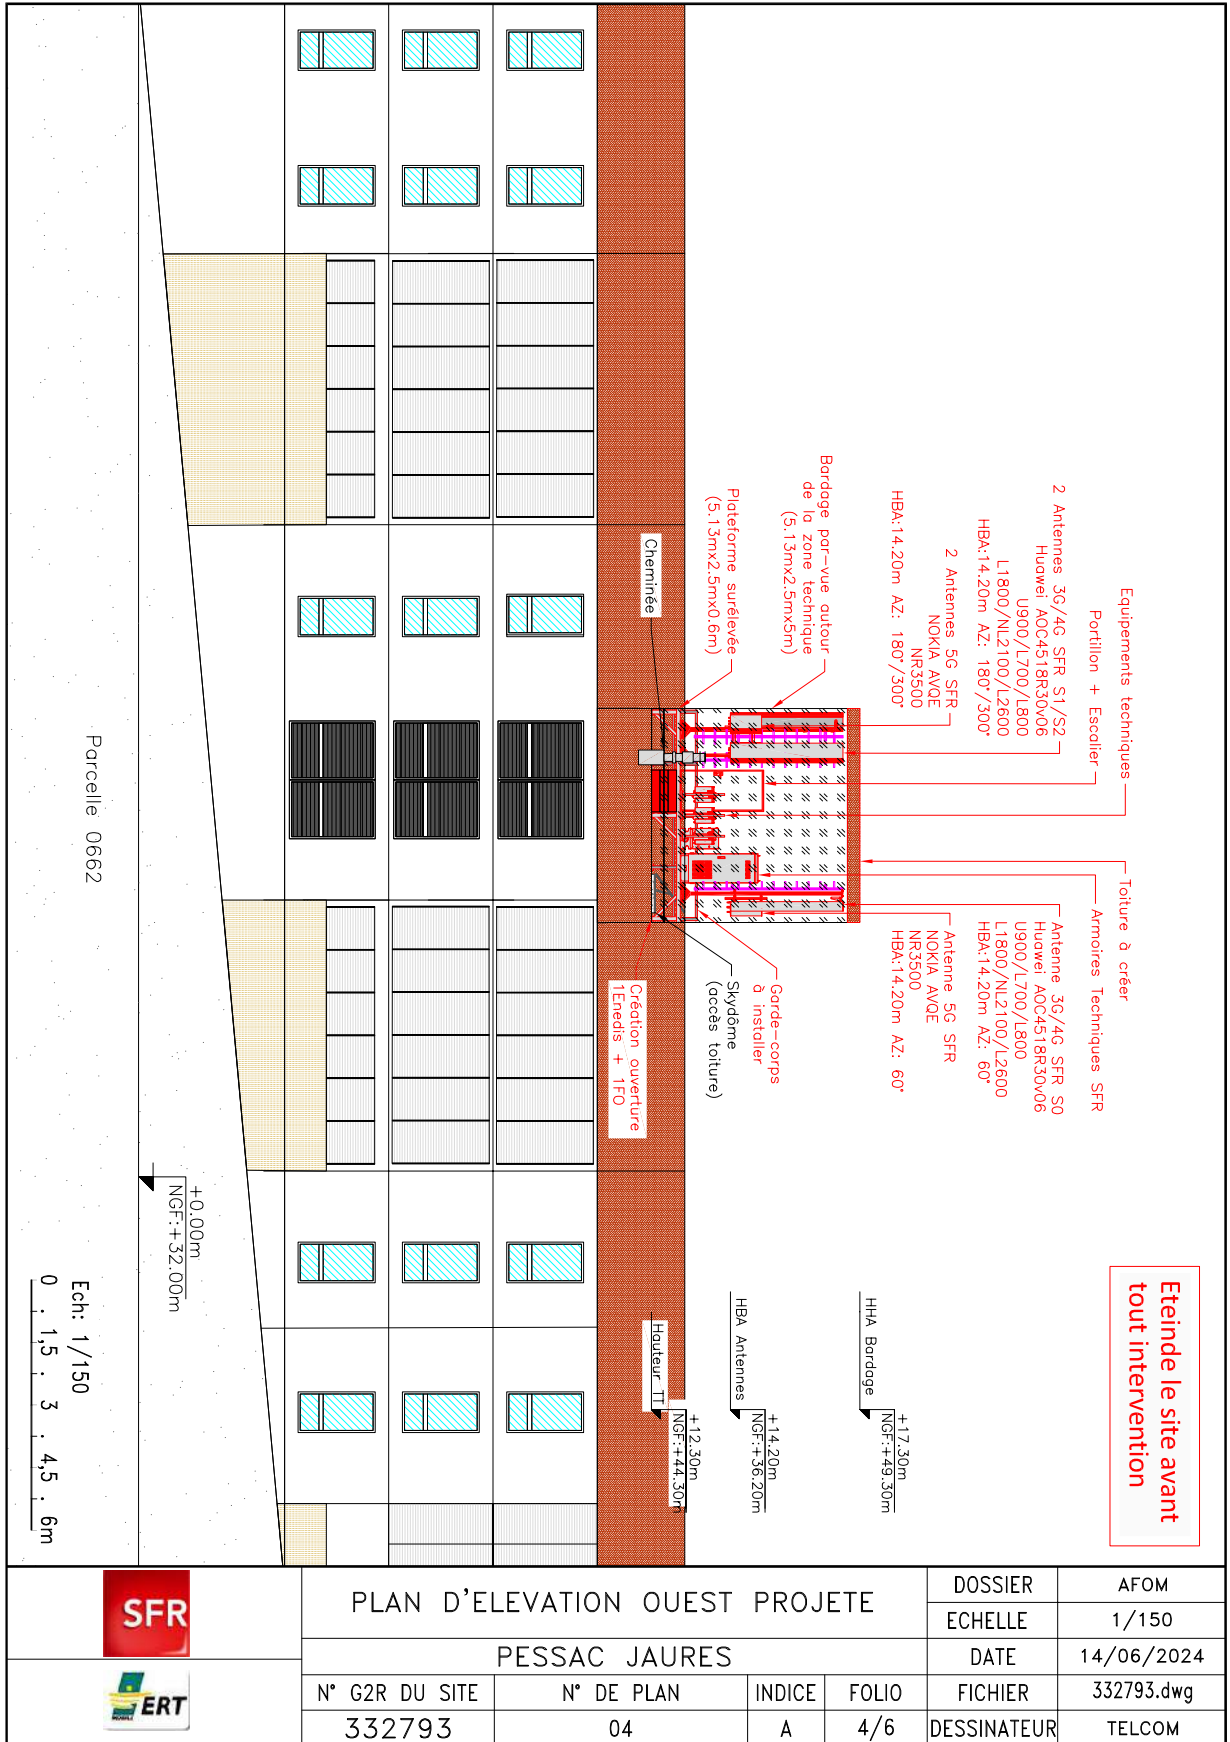 Equipements techniques
Portillon + Escalier
2 Antennes 3G/4G SFR S1/S2
Huawei AOC4518R30v06
U900/L700/L800
L1800/NL2100/L2600
HBA:14.20m AZ: 180°/300°
2 Antennes 5G SFR
NOKIA AVQE
NR3500
HBA:14.20m AZ: 180°/300°
Bardage par-vue autour
de la zone technique
(5.13mx2.5mx5m)
Plateforme surélevée
(5.13mx2.5mx0.6m)
Cheminée
Toiture à créer
Armoires Techniques SFR
Antenne 3G/4G SFR S0
Huawei AOC4518R30v06
U900/L700/L800
L1800/NL2100/L2600
HBA:14.20m AZ: 60°
Antenne 5G SFR
NOKIA AVQE
NR3500
HBA:14.20m AZ: 60°
Garde-corps
à installer
Skydôme
(accès toiture)
Création ouverture
1Enedis + 1FO
Eteinde le site avant
tout intervention
HHA Bardage
+17.30m
NGF:+49.30m
HBA Antennes
+14.20m
NGF:+36.20m
Hauteur TT
+12.30m
NGF:+44.30m
+0.00m
NGF:+32.00m
Parcelle 0662
Ech: 1/150
0 . 1,5 . 3 . 4,5 . 6m
SFR
ERT
PLAN D'ELEVATION OUEST PROJETE
PESSAC JAURES
N° G2R DU SITE
N° DE PLAN
INDICE
FOLIO
332793
04
A
4/6
DOSSIER
AFOM
ECHELLE
1/150
DATE
14/06/2024
FICHIER
332793.dwg
DESSINATEUR
TELCOM